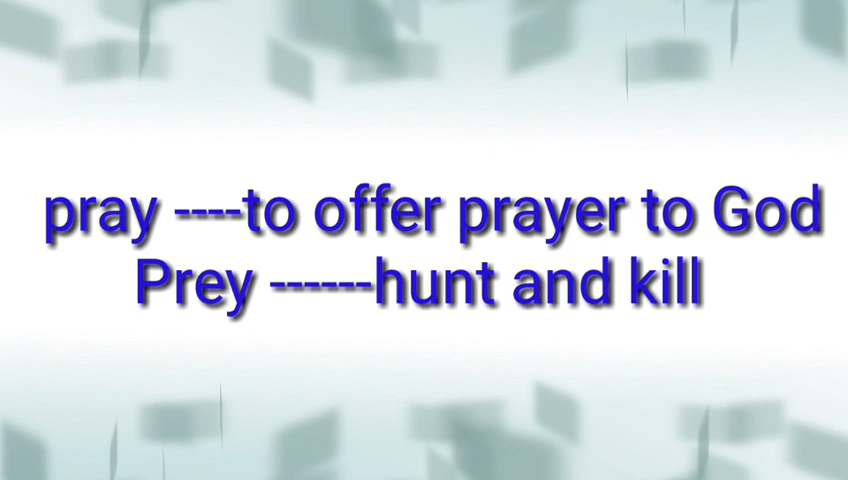 pray ----to offer prayer to God
Prey ------hunt and kill